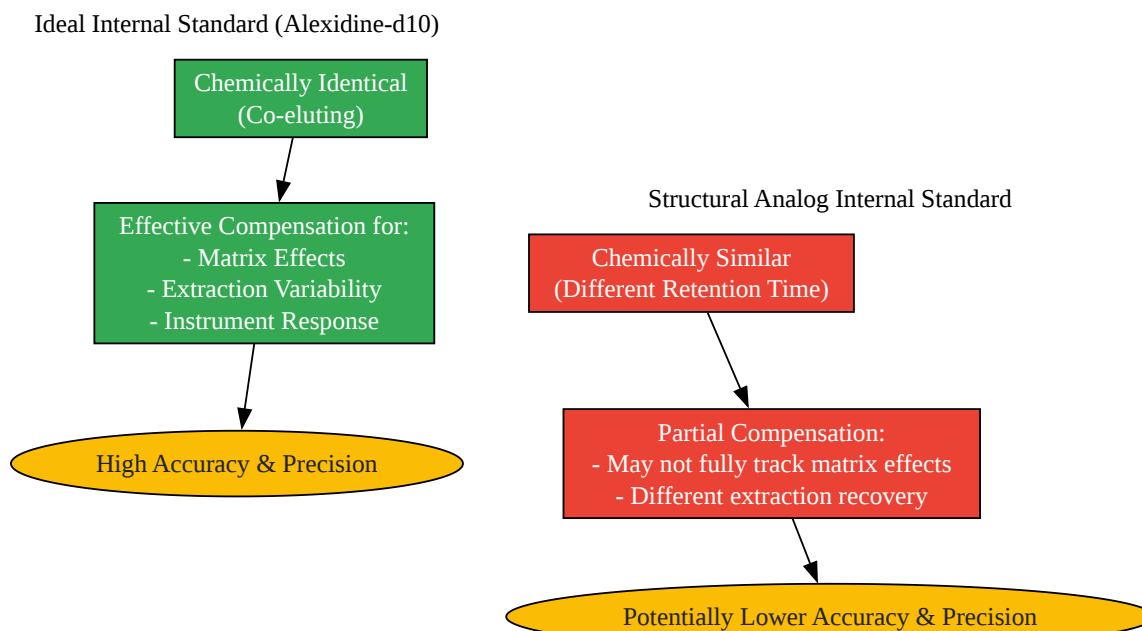 Ideal Internal Standard (Alexidine-d10)
Chemically Identical
(Co-eluting)
Effective Compensation for:
- Matrix Effects
- Extraction Variability
- Instrument Response
High Accuracy & Precision
Structural Analog Internal Standard
Chemically Similar
(Different Retention Time)
Partial Compensation:
- May not fully track matrix effects
- Different extraction recovery
Potentially Lower Accuracy & Precision